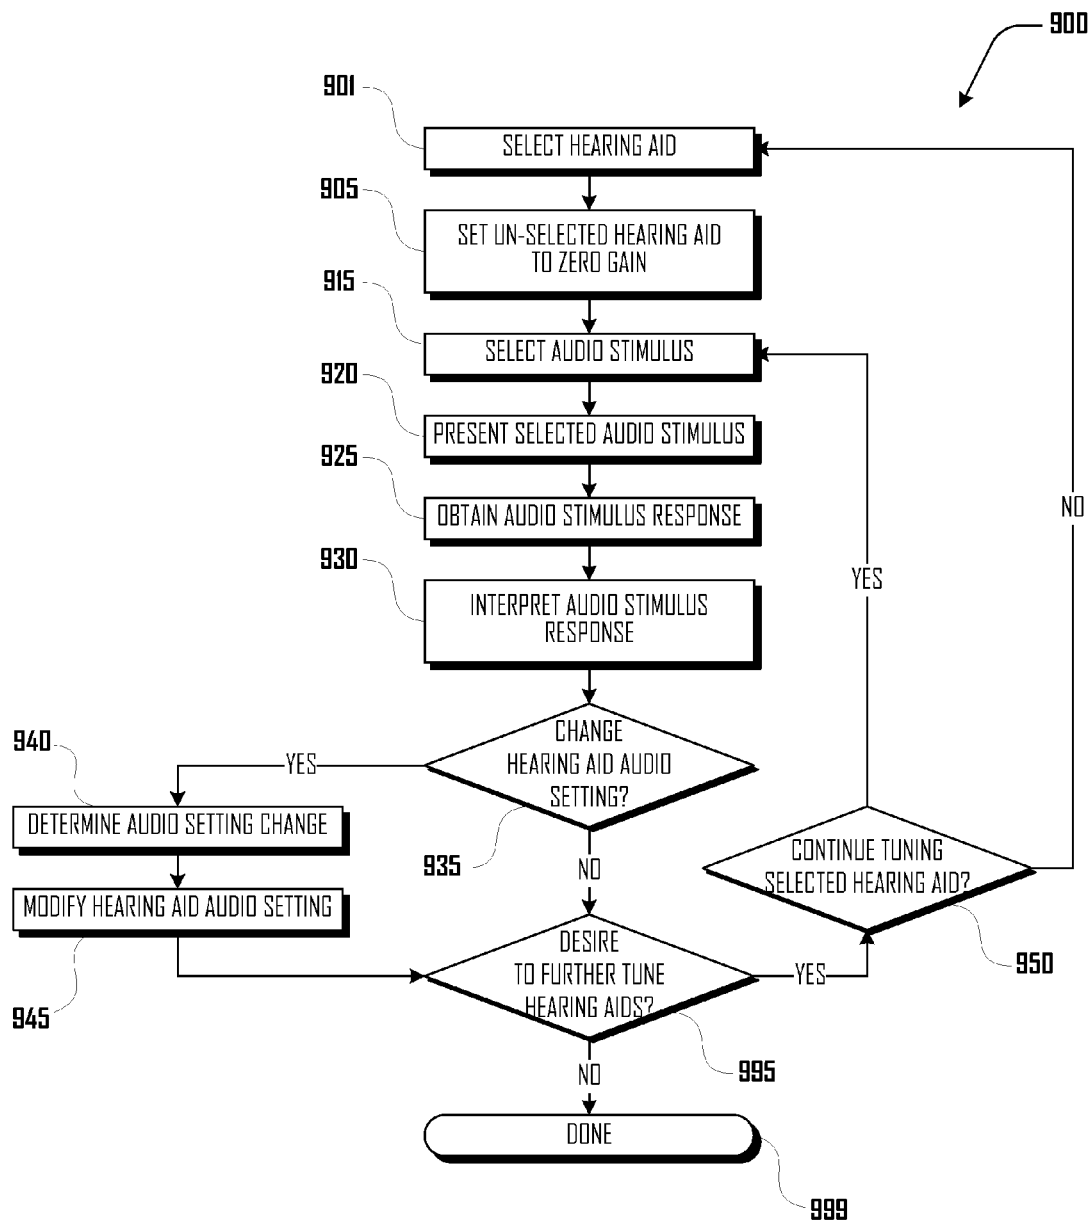 900
901
SELECT HEARING AID
905
SET UN-SELECTED HEARING AID
TO ZERO GAIN
915
SELECT AUDIO STIMULUS
920
PRESENT SELECTED AUDIO STIMULUS
925
OBTAIN AUDIO STIMULUS RESPONSE
NO
930
YES
INTERPRET AUDIO STIMULUS
RESPONSE
940
YES
CHANGE
HEARING AID AUDIO
SETTING?
DETERMINE AUDIO SETTING CHANGE
935
NO
CONTINUE TUNING
SELECTED HEARING AID?
MODIFY HEARING AID AUDIO SETTING
DESIRE
TO FURTHER TUNE
HEARING AIDS?
YES
950
945
995
NO
DONE
999